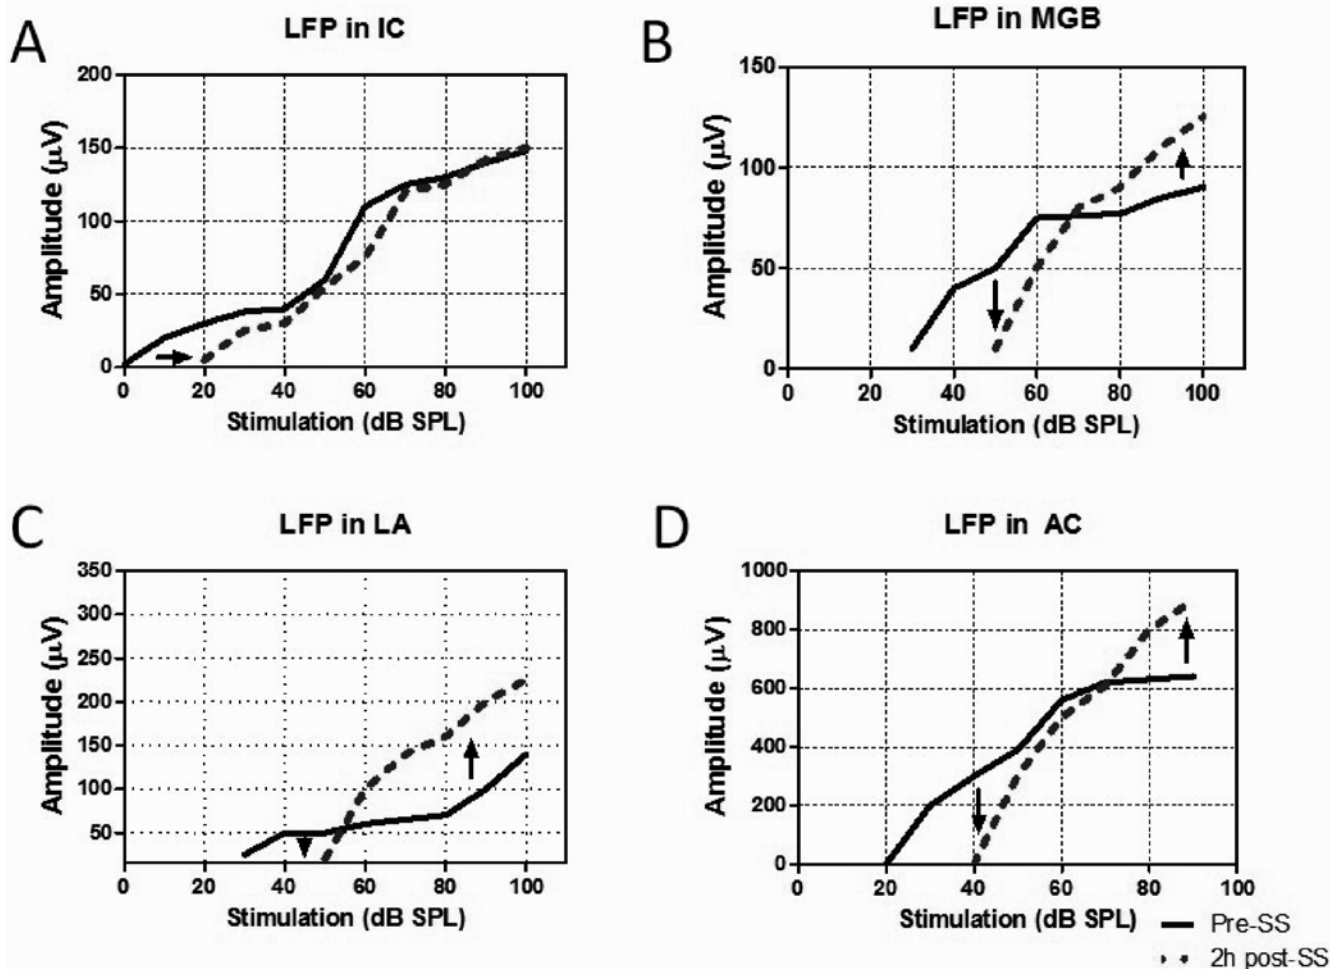 A
LFP in IC
200
150
100
50
0
Amplitude (µV)
0 20 40 60 80 100
Stimulation (dB SPL)
B
LFP in MGB
150
100
50
0
Amplitude (µV)
0 20 40 60 80 100
Stimulation (dB SPL)
C
LFP in LA
350
300
250
200
150
100
50
Amplitude (µV)
0 20 40 60 80 100
Stimulation (dB SPL)
D
LFP in AC
1000
800
600
400
200
0
Amplitude (µV)
0 20 40 60 80 100
Stimulation (dB SPL)
Pre-SS
2h post-SS